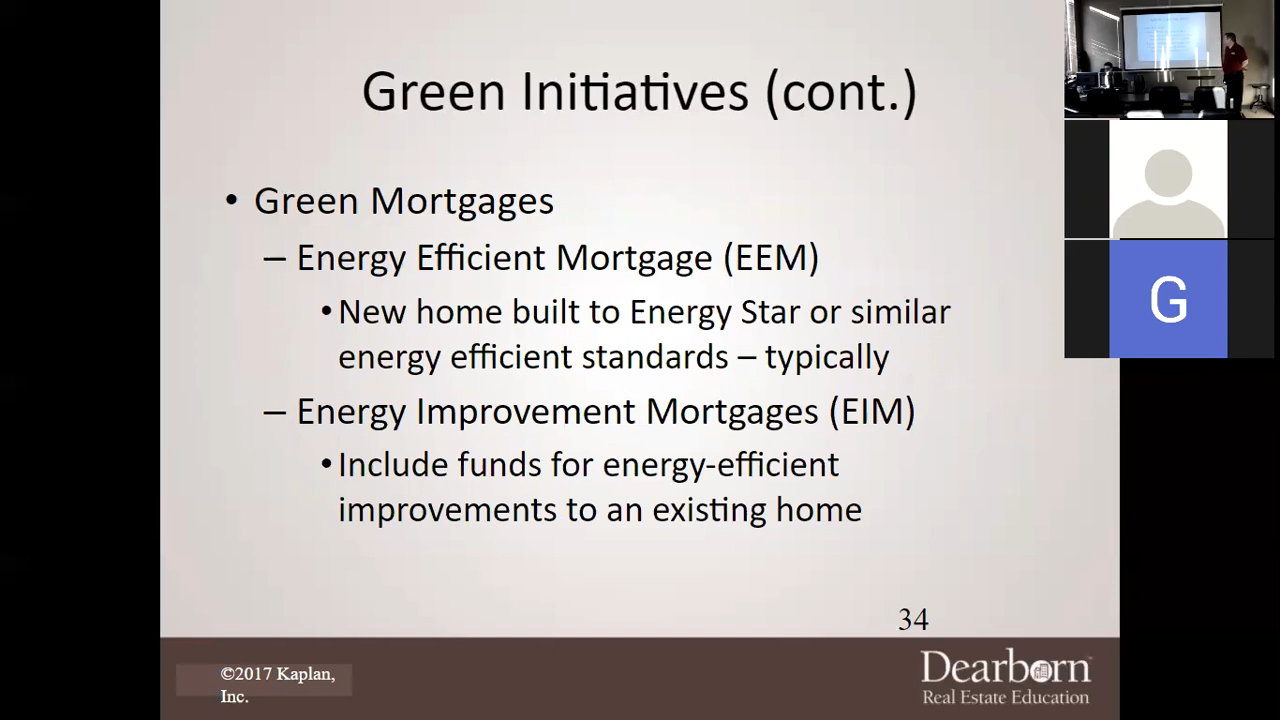 Green Initiatives (cont.)
• Green Mortgages
– Energy Efficient Mortgage (EEM)
• New home built to Energy Star or similar
energy efficient standards – typically
– Energy Improvement Mortgages (EIM)
• Include funds for energy-efficient
improvements to an existing home
34
©2017 Kaplan,
Inc.
Dearborn
Real Estate Education
G